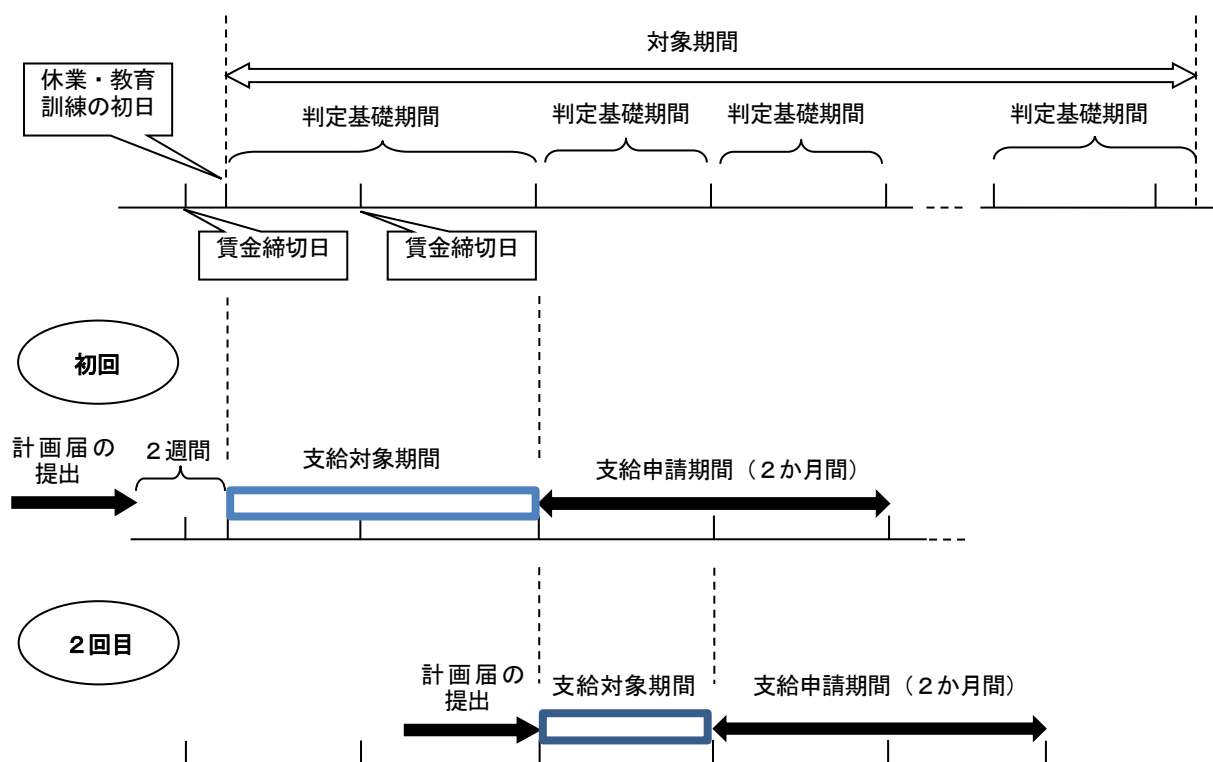 対象期間
休業・教育
訓練の初日
判定基礎期間
判定基礎期間
判定基礎期間
判定基礎期間
賃金締切日
賃金締切日
初回
計画届の
提出
２週間
支給対象期間
支給申請期間（２か月間）
２回目
計画届の
提出
支給対象期間
支給申請期間（２か月間）